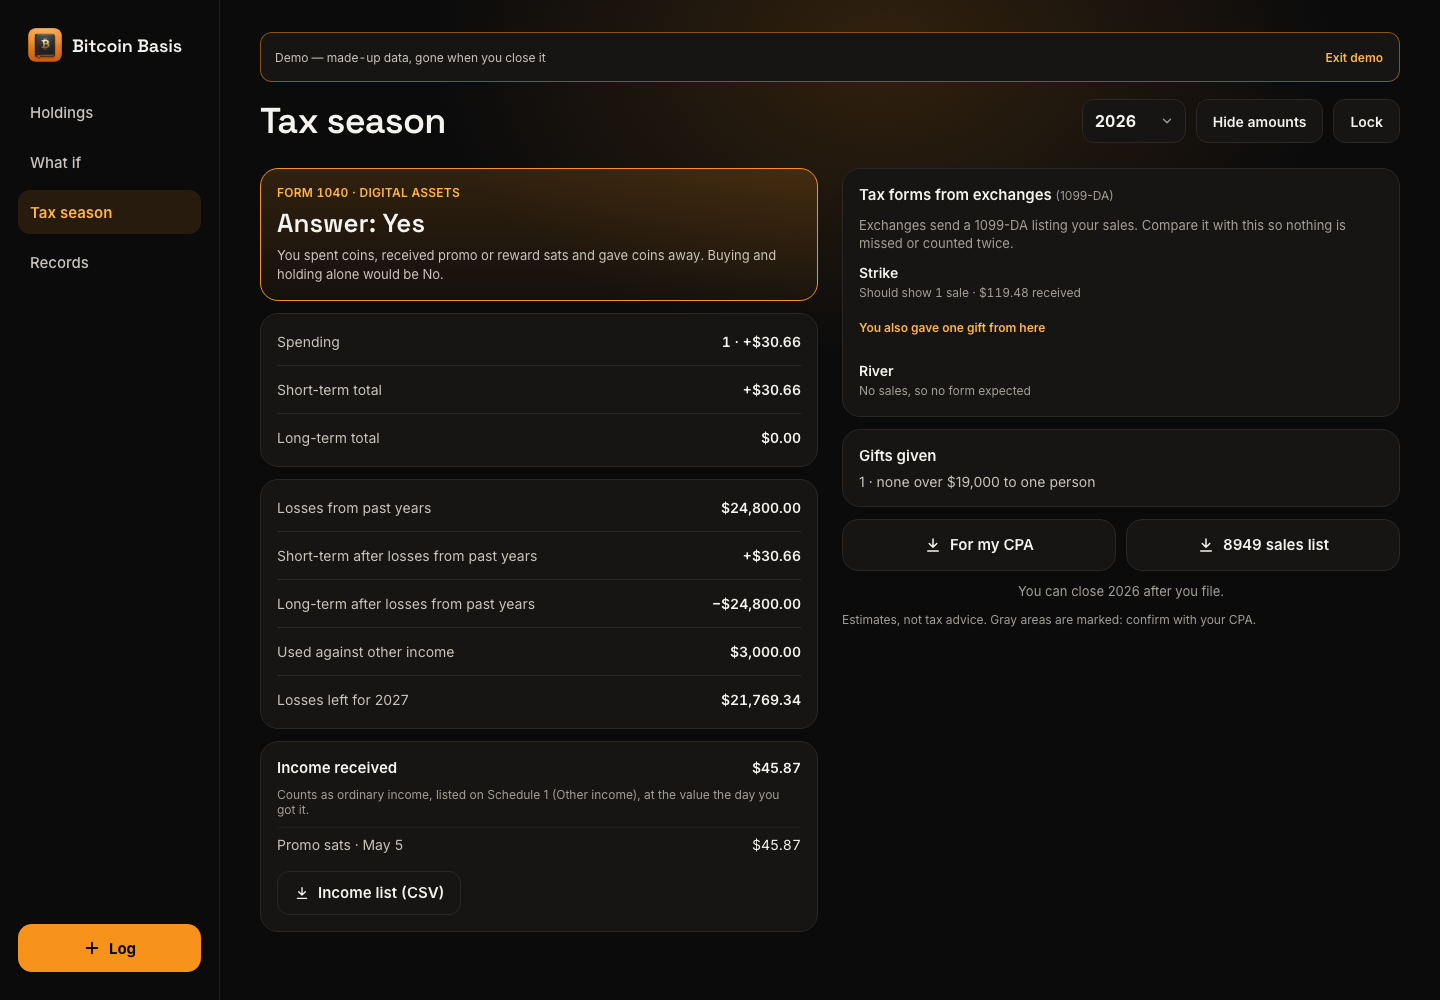 Bitcoin Basis
Holdings
What if
Tax season
Records
Log
Demo — made-up data, gone when you close it
Exit demo
Tax season
2026
Hide amounts
Lock
FORM 1040 · DIGITAL ASSETS
Answer: Yes
You spent coins, received promo or reward sats and gave coins away. Buying and
holding alone would be No.
Spending 1 · +$30.66
Short-term total +$30.66
Long-term total $0.00
Losses from past years $24,800.00
Short-term after losses from past years +$30.66
Long-term after losses from past years −$24,800.00
Used against other income $3,000.00
Losses left for 2027 $21,769.34
Income received $45.87
Counts as ordinary income, listed on Schedule 1 (Other income), at the value the day you
got it.
Promo sats · May 5 $45.87
Income list (CSV)
Tax forms from exchanges (1099-DA)
Exchanges send a 1099-DA listing your sales. Compare it with this so nothing is
missed or counted twice.
Strike
Should show 1 sale · $119.48 received
You also gave one gift from here
River
No sales, so no form expected
Gifts given
1 · none over $19,000 to one person
For my CPA
8949 sales list
You can close 2026 after you file.
Estimates, not tax advice. Gray areas are marked: confirm with your CPA.